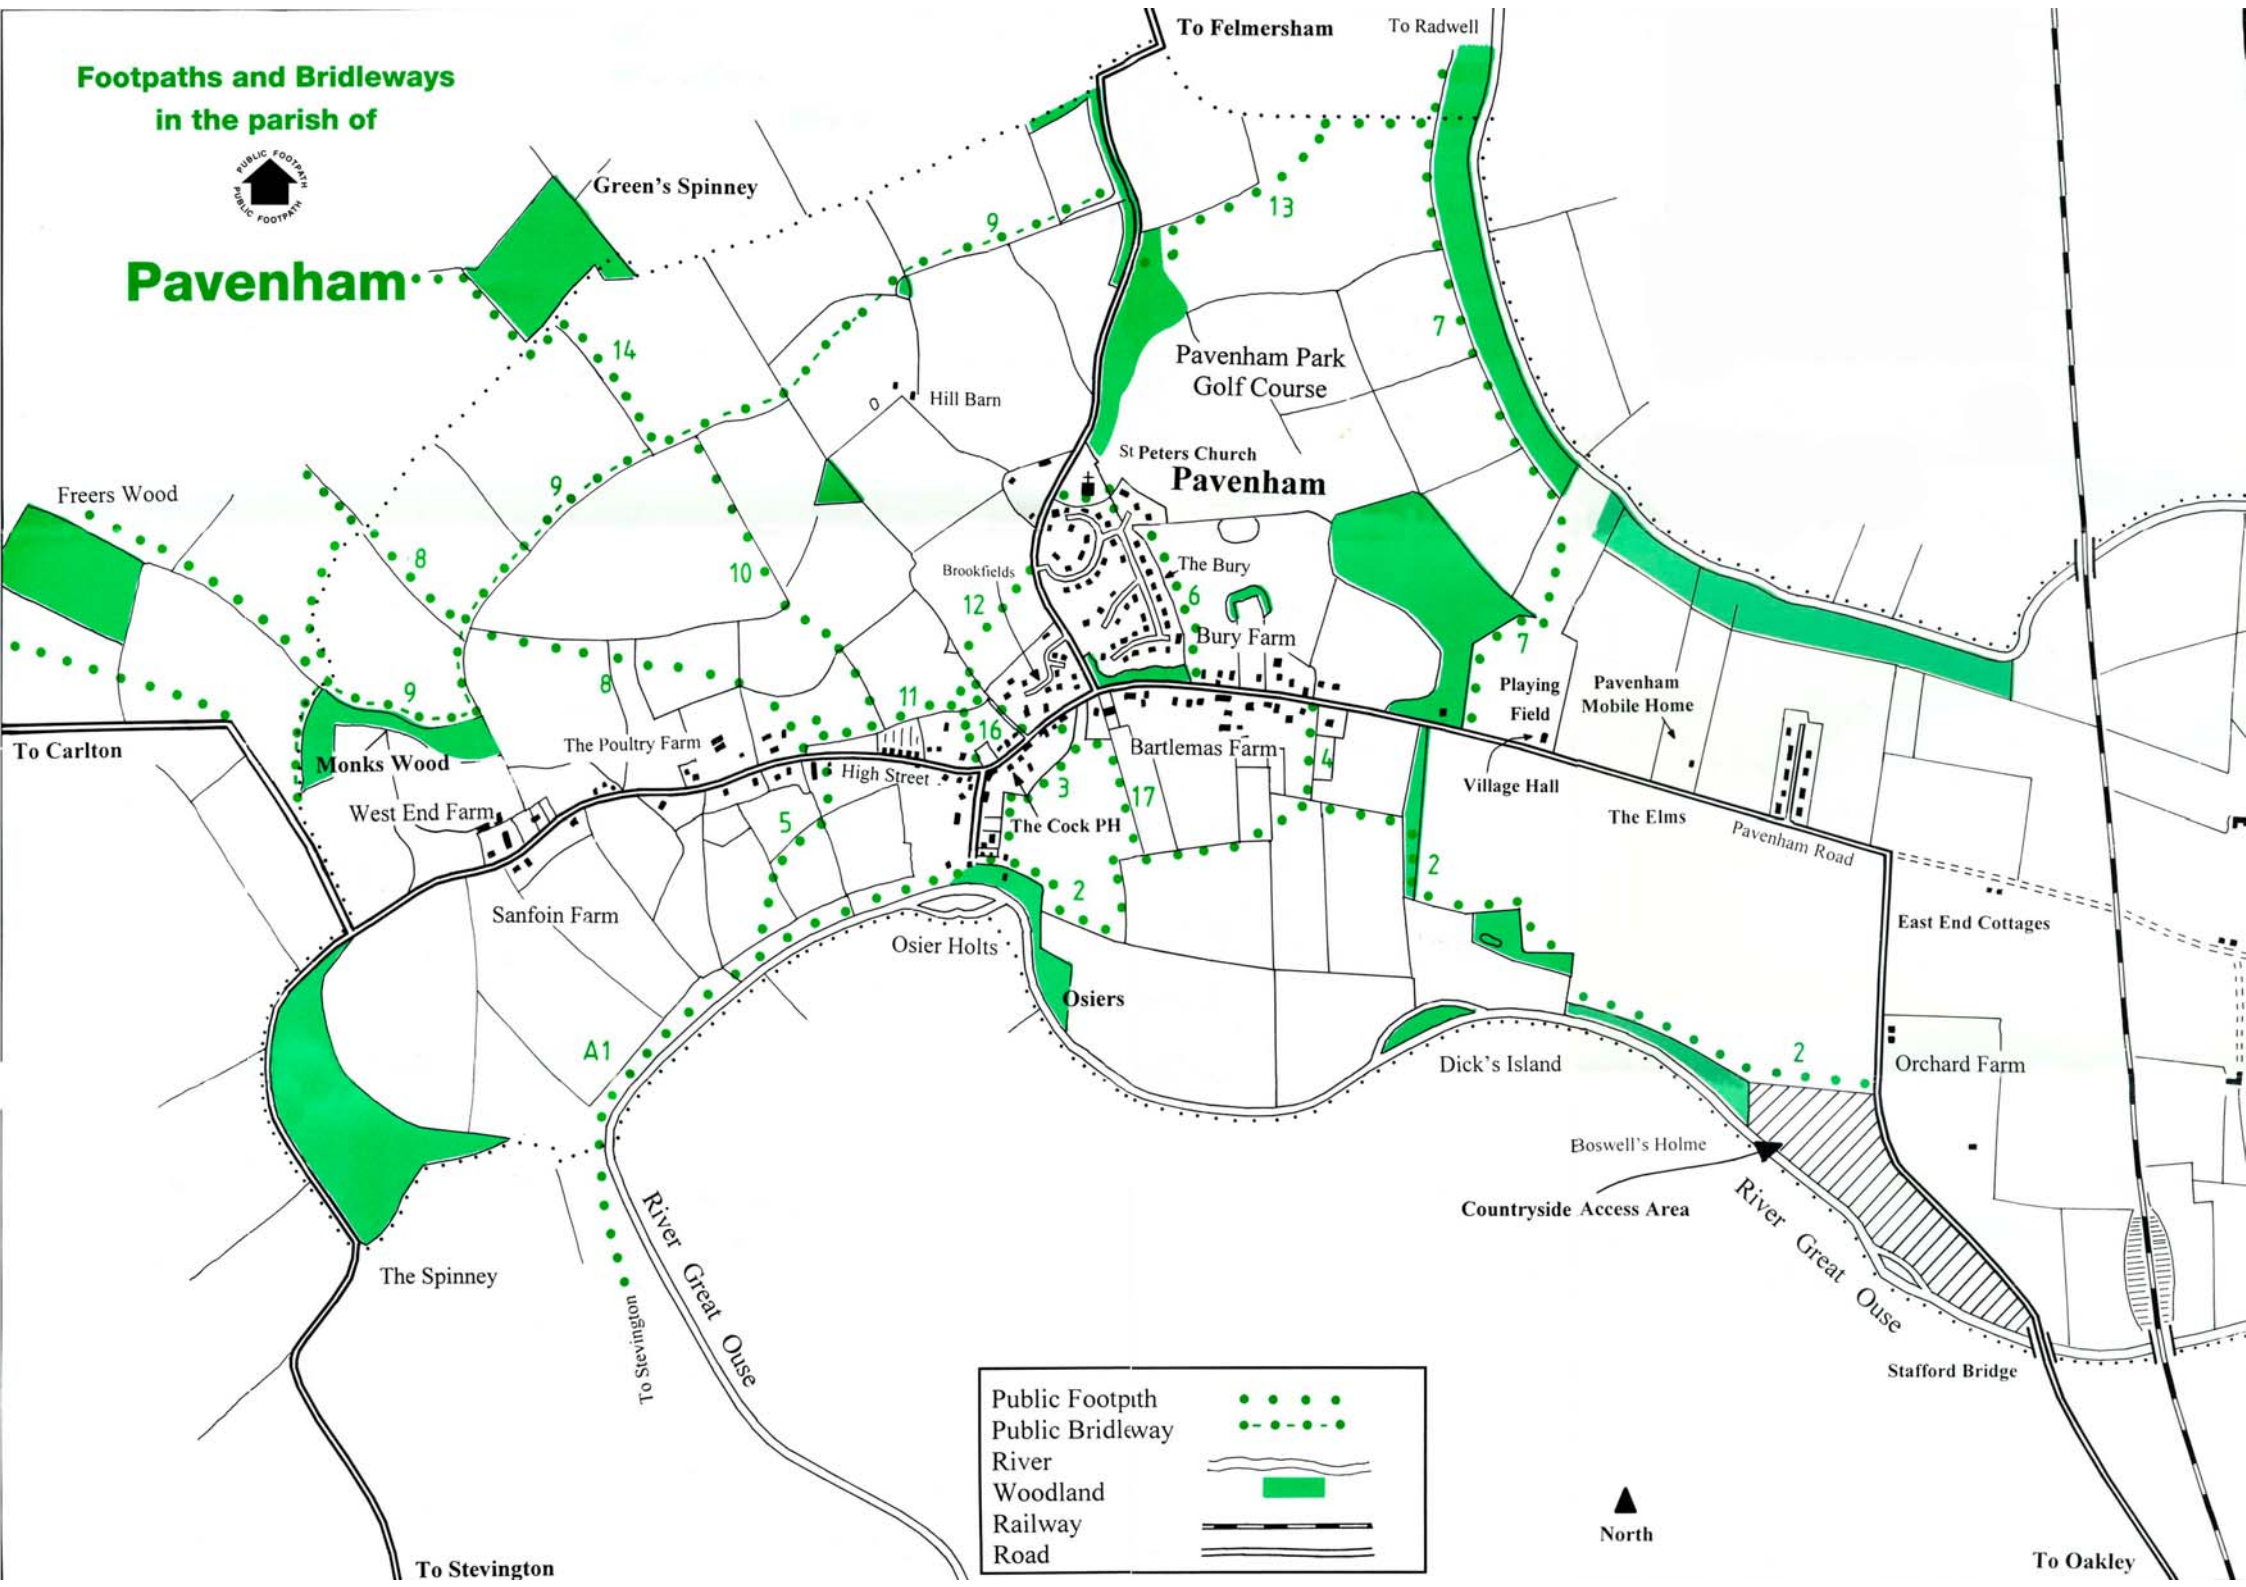 To Felmersham
To Radwell
Footpaths and Bridleways
in the parish of
PUBLIC FOOTPATH
PUBLIC FOOTPATH
Pavenham
Green's Spinney
9
13
7
14
Pavenham Park
Golf Course
Hill Barn
St Peters Church
Pavenham
Freers Wood
9
8
10
Brookfields
The Bury
12
6
Bury Farm
7
8
9
11
Playing
Field
Pavenham
Mobile Home
16
To Carlton
Monks Wood
The Poultry Farm
High Street
Bartlemas Farm
4
3
17
Village Hall
West End Farm
5
The Cock PH
The Elms
Pavenham Road
2
2
Sanfoin Farm
Osier Holts
East End Cottages
Osiers
A1
Dick's Island
2
Orchard Farm
Boswell's Holme
Countryside Access Area
River Great Ouse
River Great Ouse
The Spinney
To Stevington
Stafford Bridge
Public Footpith
Public Bridleway
River
Woodland
Railway
Road
North
To Stevington
To Oakley